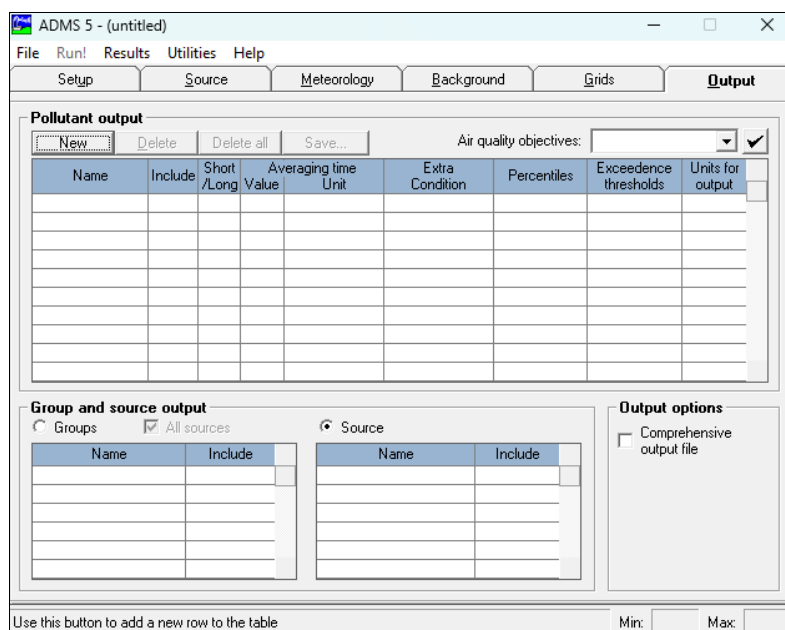 ADMS 5 - (untitled)
File Run! Results Utilities Help
Setup Source Meteorology Background Grids Output
Pollutant output
New Delete Delete all Save... Air quality objectives:
Name Include Short /Long Averaging time Value Unit Extra Condition Percentiles Exceedence thresholds Units for output
Group and source output
Groups All sources Source
Name Include Name Include
Output options
Comprehensive output file
Use this button to add a new row to the table Min: Max: